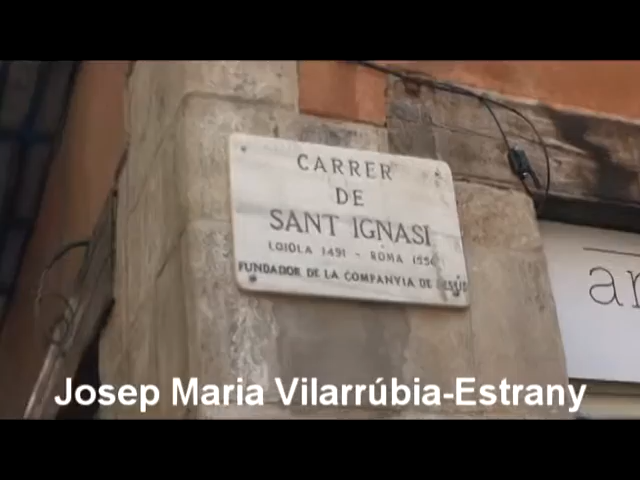 CARRER
DE
SANT IGNASI
LOIOLA 1491 - ROMA 1556
FUNDADOR DE LA COMPANYIA DE JESÚS
Josep Maria Vilarrúbia-Estrany